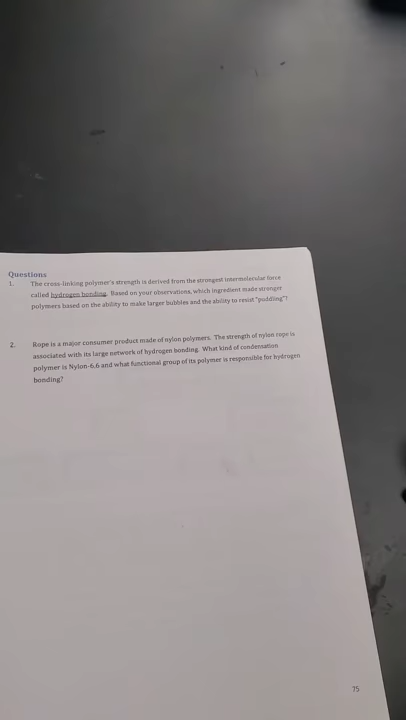 Questions
1. The cross-linking polymer's strength is derived from the strongest intermolecular force
called hydrogen bonding. Based on your observations, which ingredient made stronger
polymers based on the ability to make larger bubbles and the ability to resist "puddling"?
2. Rope is a major consumer product made of nylon polymers. The strength of nylon rope is
associated with its large network of hydrogen bonding. What kind of condensation
polymer is Nylon-6,6 and what functional group of its polymer is responsible for hydrogen
bonding?
75